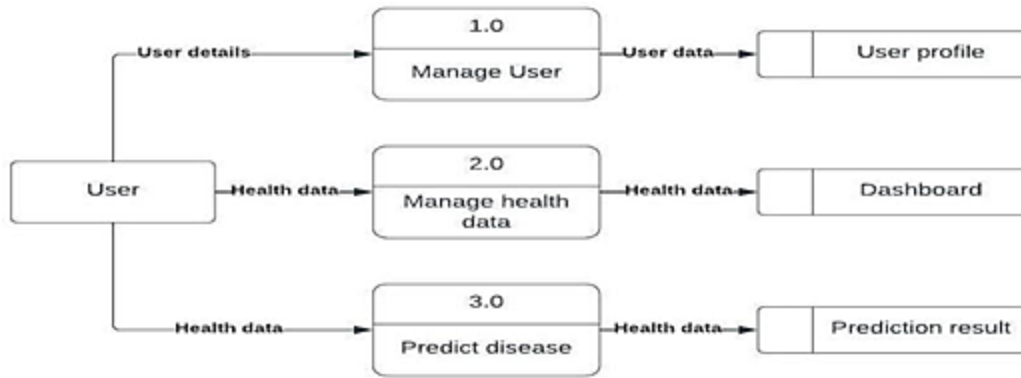 1.0
User details
Manage User
User data
User profile
User
Health data
2.0
Manage health
data
Health data
Dashboard
Health data
3.0
Predict disease
Health data
Prediction result